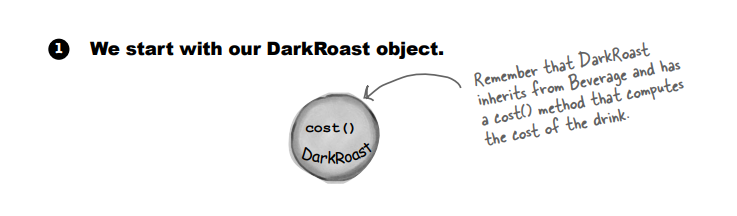 1 We start with our DarkRoast object.
Remember that DarkRoast
inherits from Beverage and has
a cost() method that computes
the cost of the drink.
cost()
DarkRoast